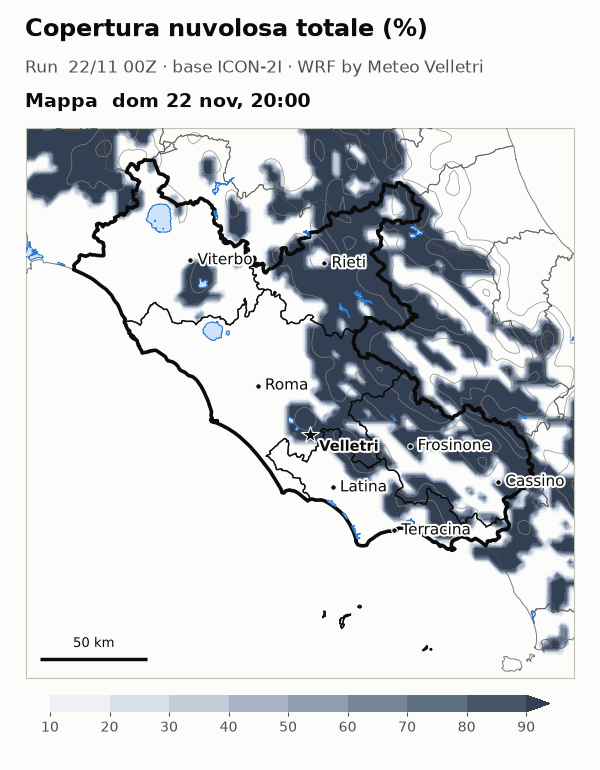 Copertura nuvolosa totale (%)
Run 22/11 00Z · base ICON-2I · WRF by Meteo Velletri
Mappa dom 22 nov, 20:00
Viterbo
Rieti
Roma
Velletri
Frosinone
Latina
Cassino
Terracina
50 km
10 20 30 40 50 60 70 80 90